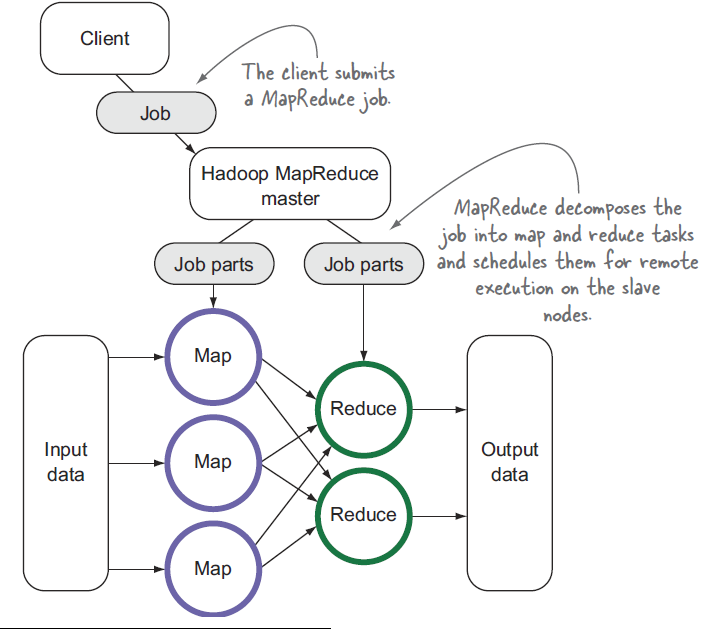 Client
The client submits
a MapReduce job.
Job
Hadoop MapReduce
master
MapReduce decomposes the
job into map and reduce tasks
and schedules them for remote
execution on the slave
nodes.
Job parts
Job parts
Map
Reduce
Input
data
Map
Output
data
Reduce
Map